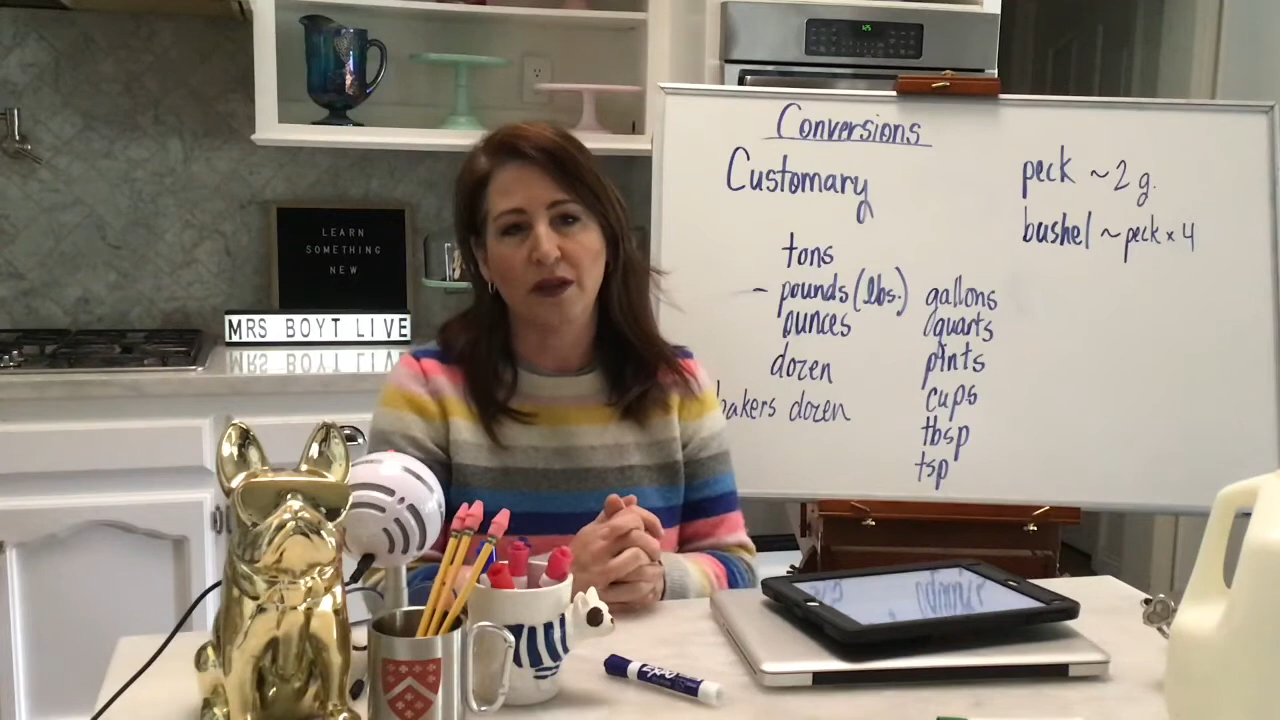 LEARN
SOMETHING
NEW
MRS BOYT LIVE
Conversions
Customary
tons
- pounds (lbs.)
ounces
dozen
bakers dozen
gallons
quarts
pints
cups
tbsp
tsp
peck ~ 2 g.
bushel ~ peck x 4
EXPO